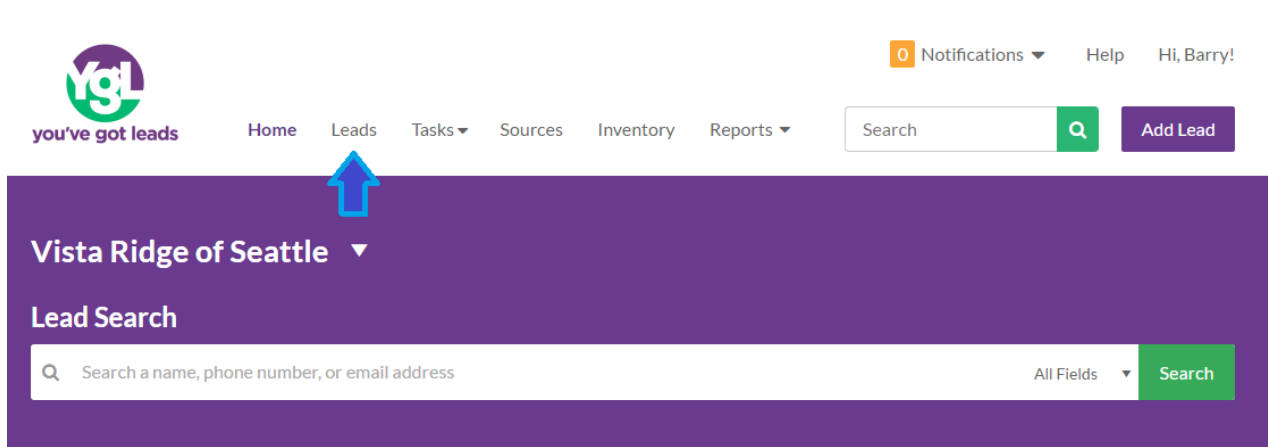 0 Notifications Help Hi, Barry!
YgL
you've got leads
Home Leads Tasks Sources Inventory Reports Search Add Lead
Vista Ridge of Seattle
Lead Search
Search a name, phone number, or email address All Fields Search